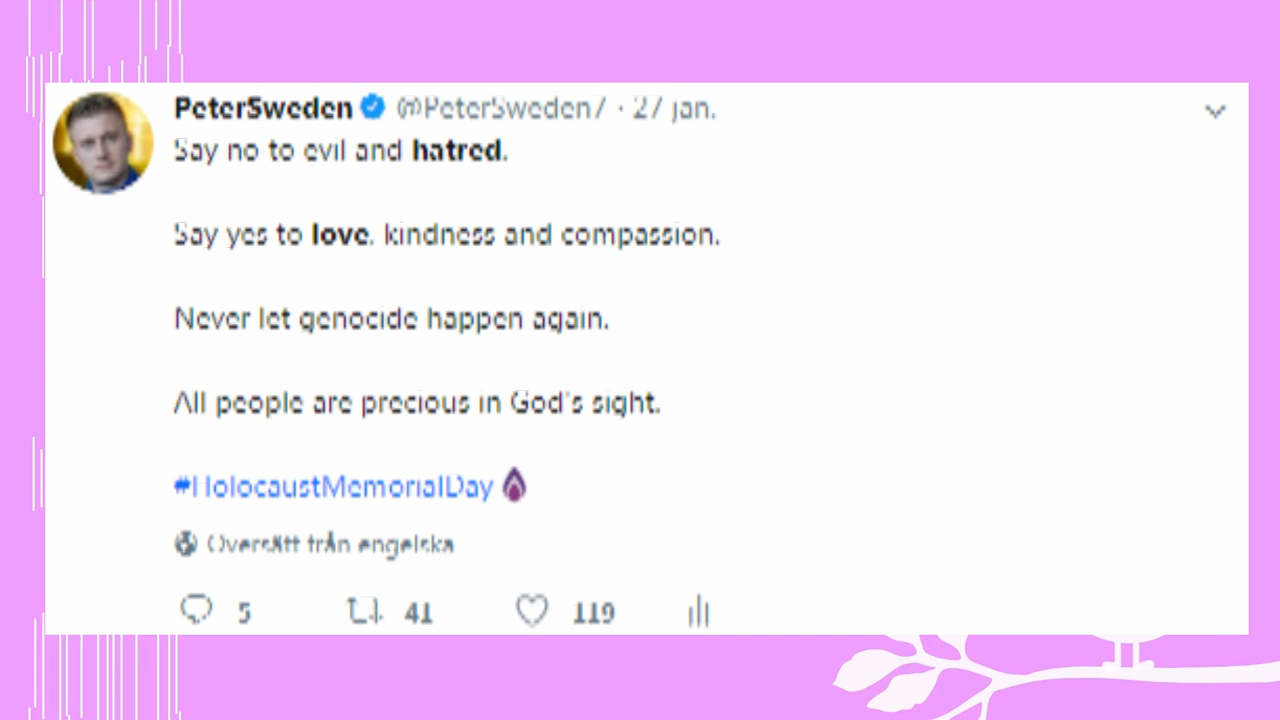 PeterSweden @PeterSweden7 · 27 jan.
Say no to evil and hatred.
Say yes to love, kindness and compassion.
Never let genocide happen again.
All people are precious in God's sight.
#HolocaustMemorialDay
Översätt från engelska
5 41 119